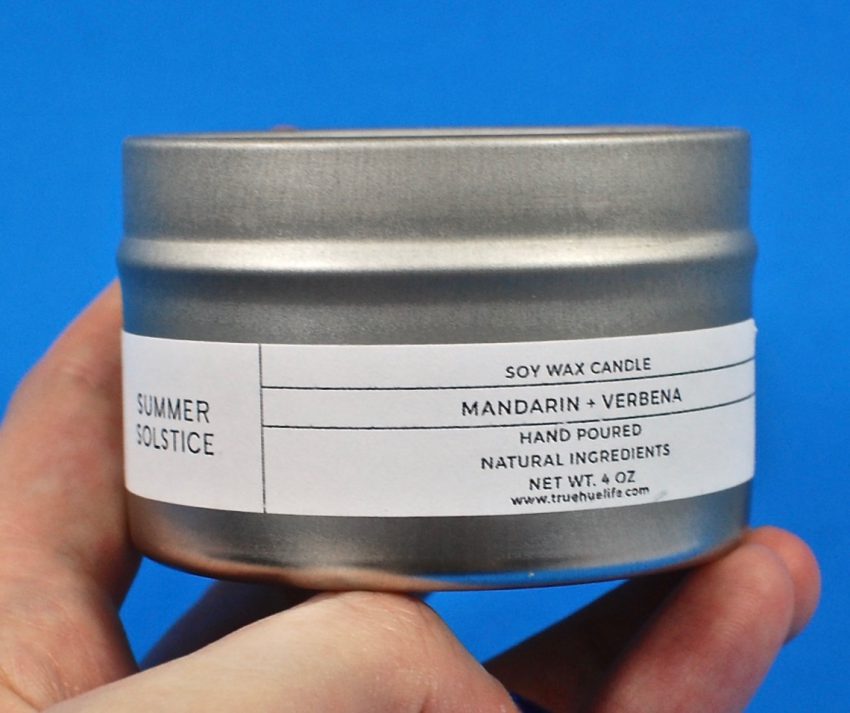 SUMMER
SOLSTICE
SOY WAX CANDLE
MANDARIN + VERBENA
HAND POURED
NATURAL INGREDIENTS
NET WT. 4 OZ
www.truehuelife.com